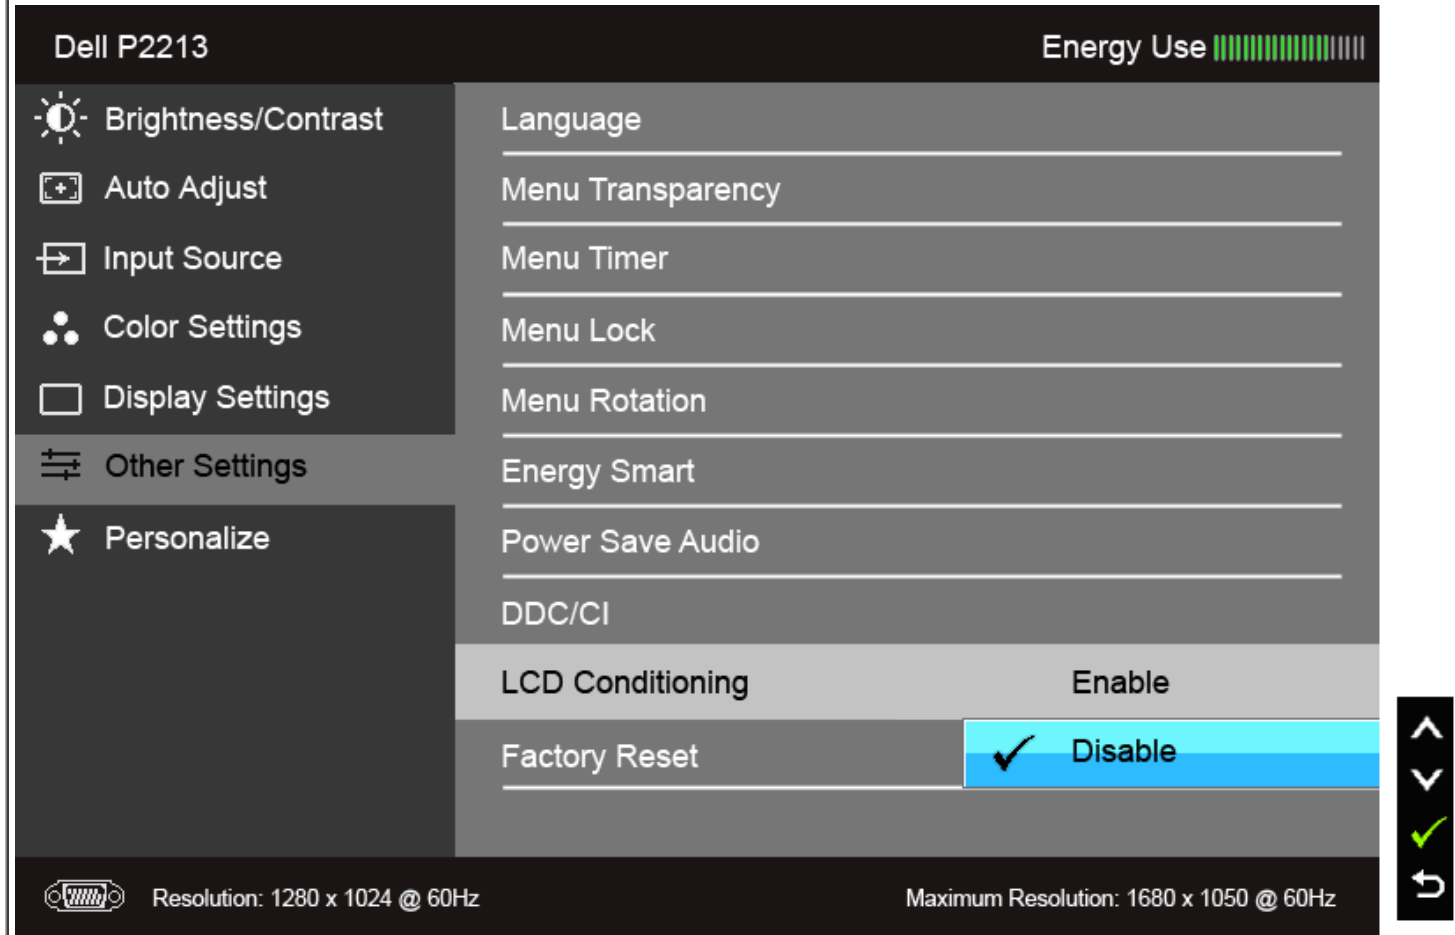 Dell P2213
Energy Use
Brightness/Contrast
Auto Adjust
Input Source
Color Settings
Display Settings
Other Settings
Personalize
Language
Menu Transparency
Menu Timer
Menu Lock
Menu Rotation
Energy Smart
Power Save Audio
DDC/CI
LCD Conditioning
Enable
Factory Reset
Disable
Resolution: 1280 x 1024 @ 60Hz
Maximum Resolution: 1680 x 1050 @ 60Hz